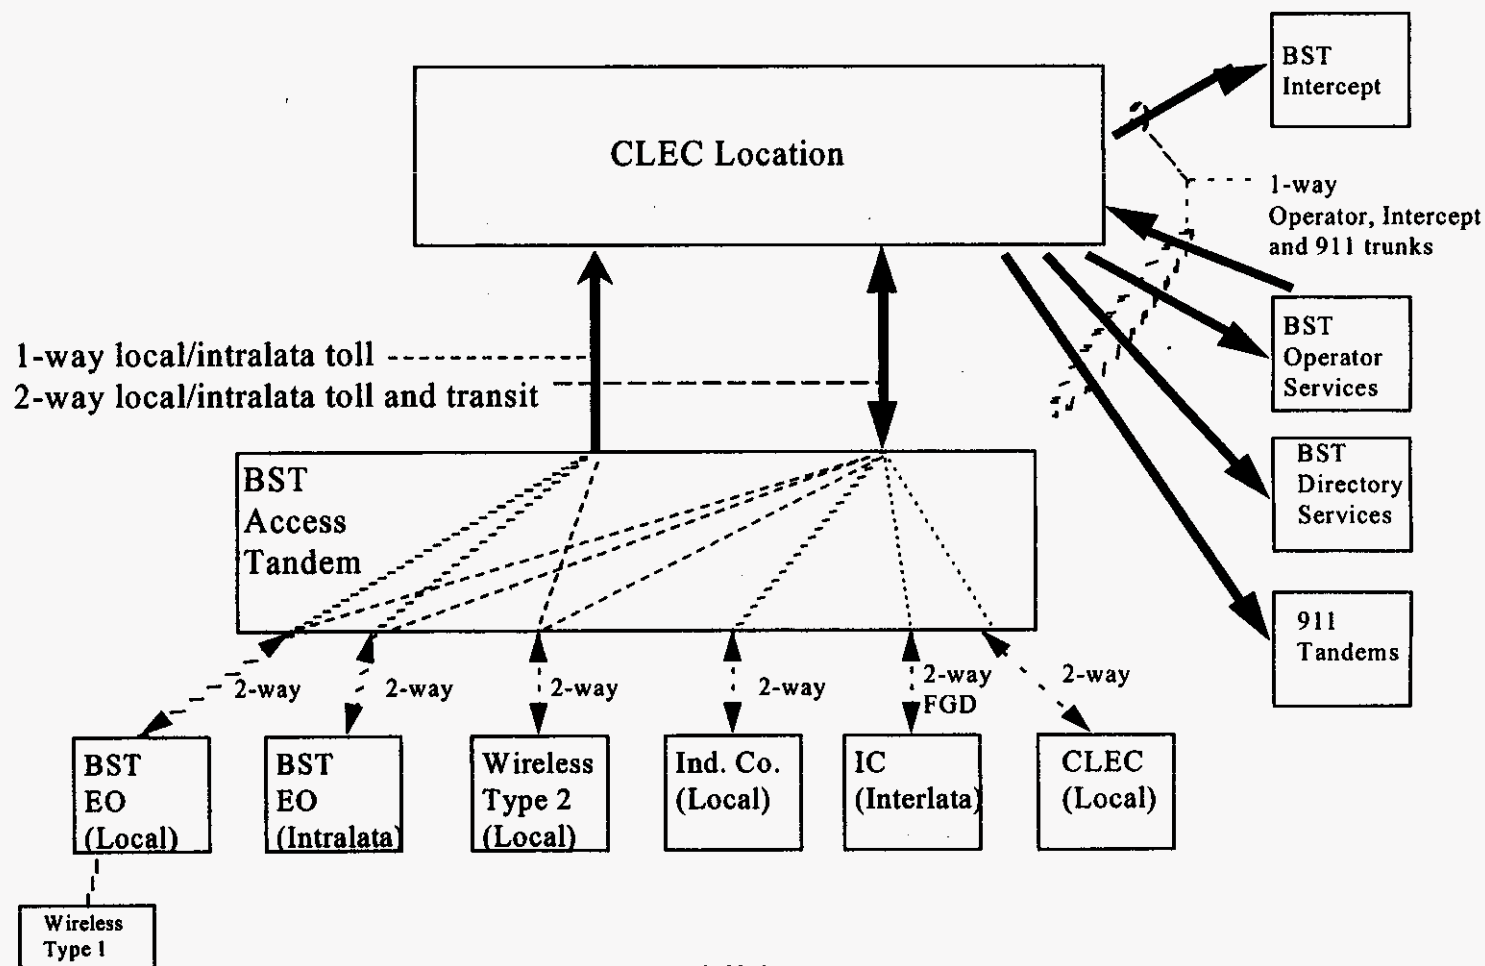 BST
Intercept
CLEC Location
1-way
Operator, Intercept
and 911 trunks
1-way local/intralata toll
2-way local/intralata toll and transit
BST
Operator
Services
BST
Access
Tandem
BST
Directory
Services
911
Tandems
2-way
2-way
2-way
2-way
2-way
FGD
2-way
BST
EO
(Local)
BST
EO
(Intralata)
Wireless
Type 2
(Local)
Ind. Co.
(Local)
IC
(Interlata)
CLEC
(Local)
Wireless
Type 1